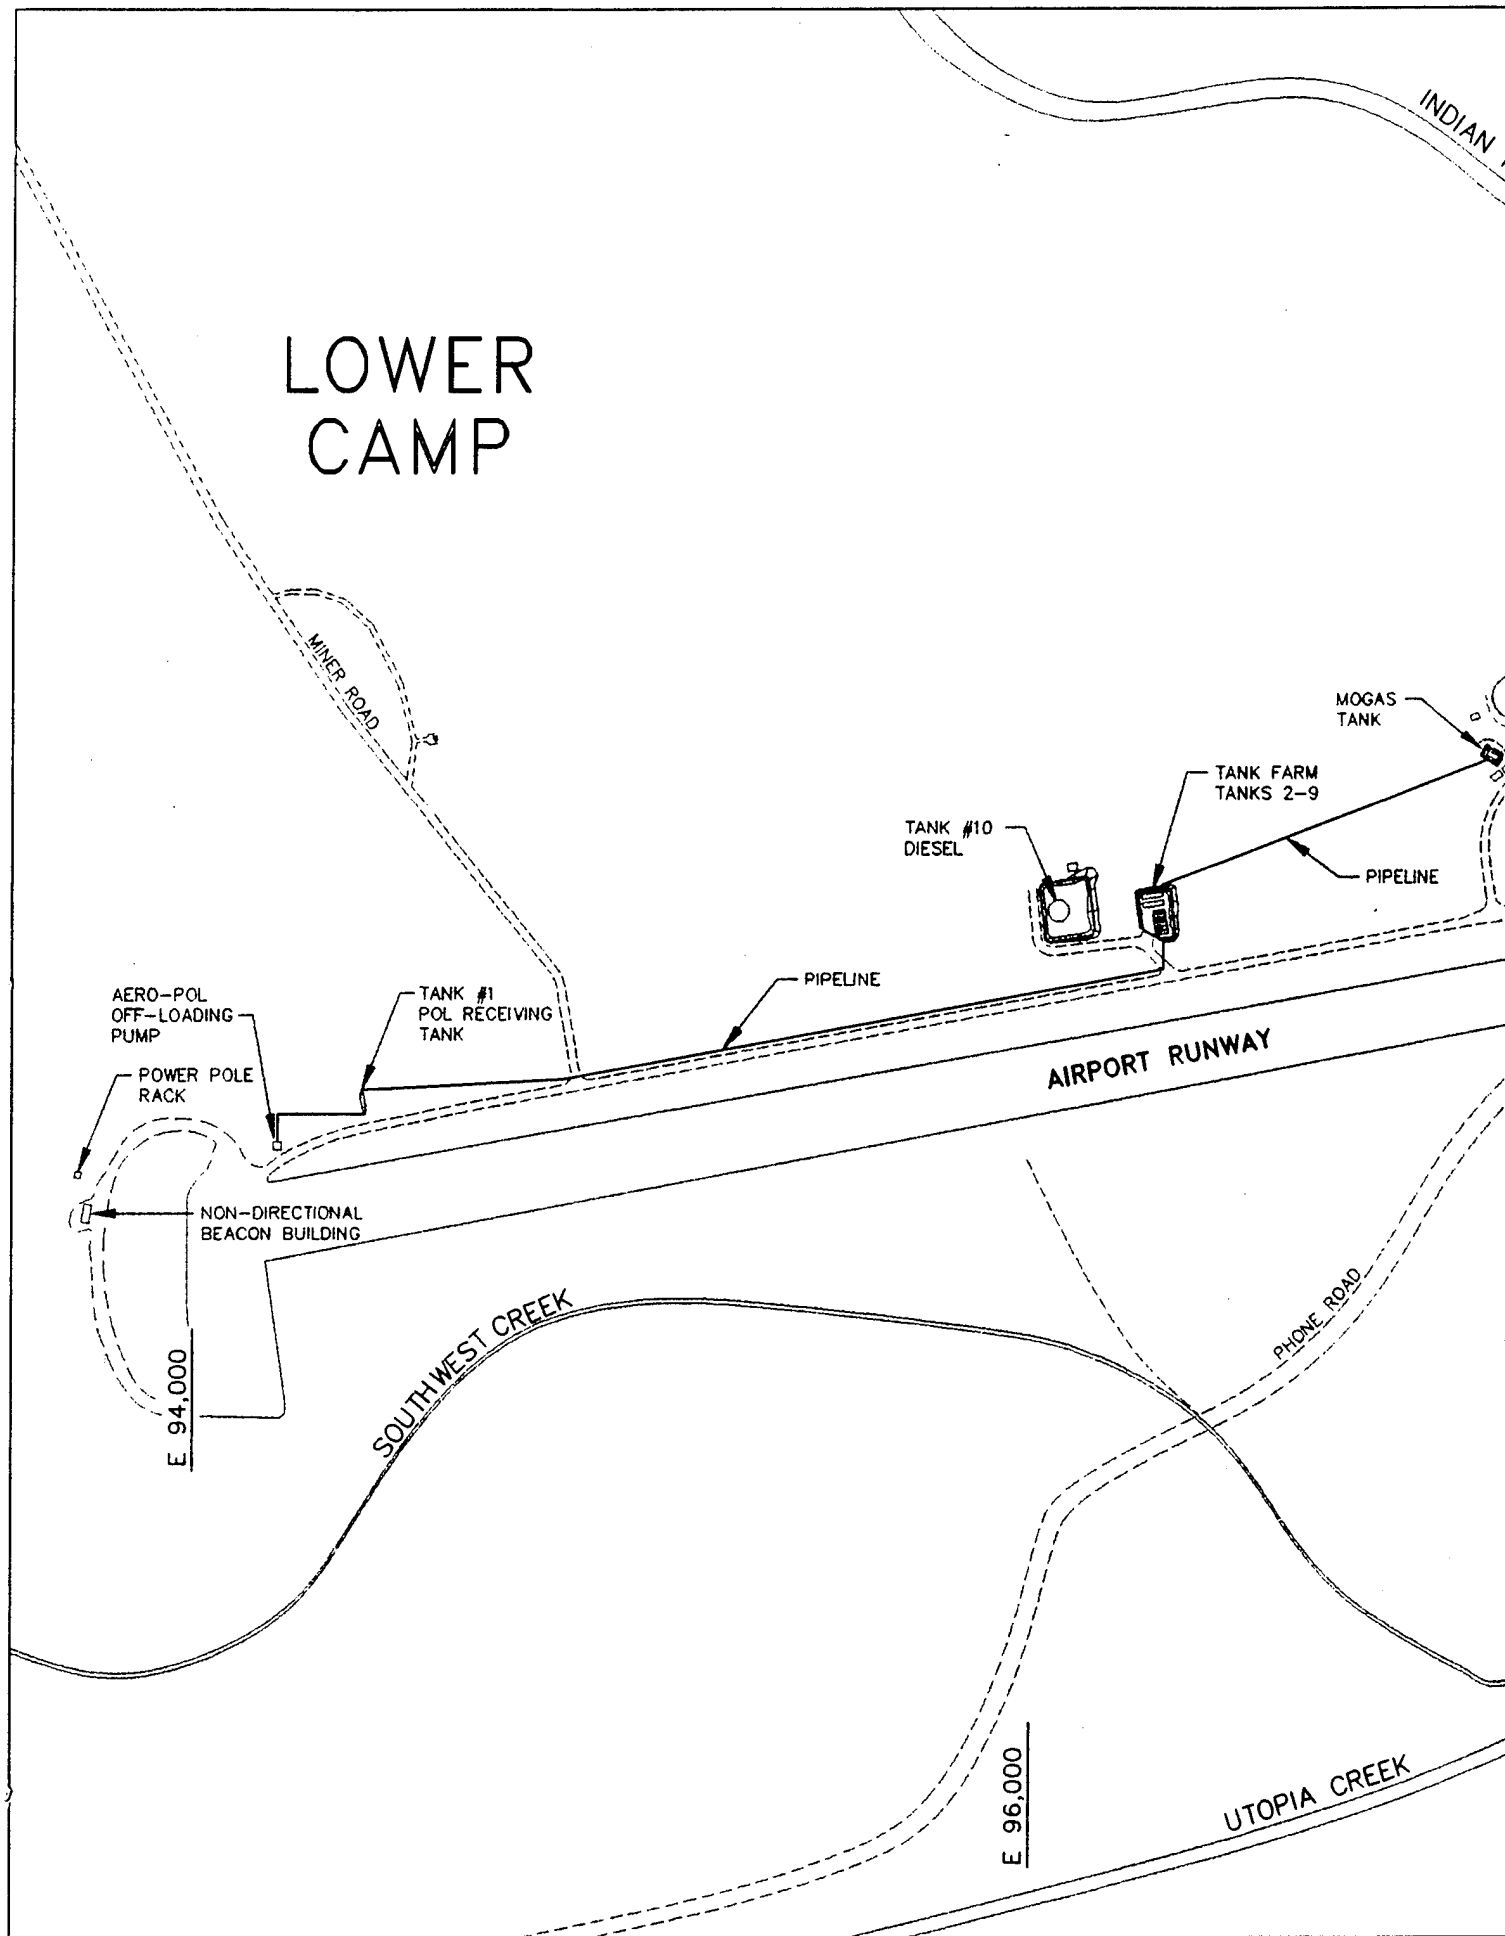 INDIAN
LOWER
CAMP
MINER ROAD
MOGAS
TANK
TANK FARM
TANKS 2-9
TANK #10
DIESEL
PIPELINE
PIPELINE
AERO-POL
OFF-LOADING
PUMP
TANK #1
POL RECEIVING
TANK
AIRPORT RUNWAY
POWER POLE
RACK
NON-DIRECTIONAL
BEACON BUILDING
SOUTHWEST CREEK
PHONE ROAD
E 94,000
E 96,000
UTOPIA CREEK